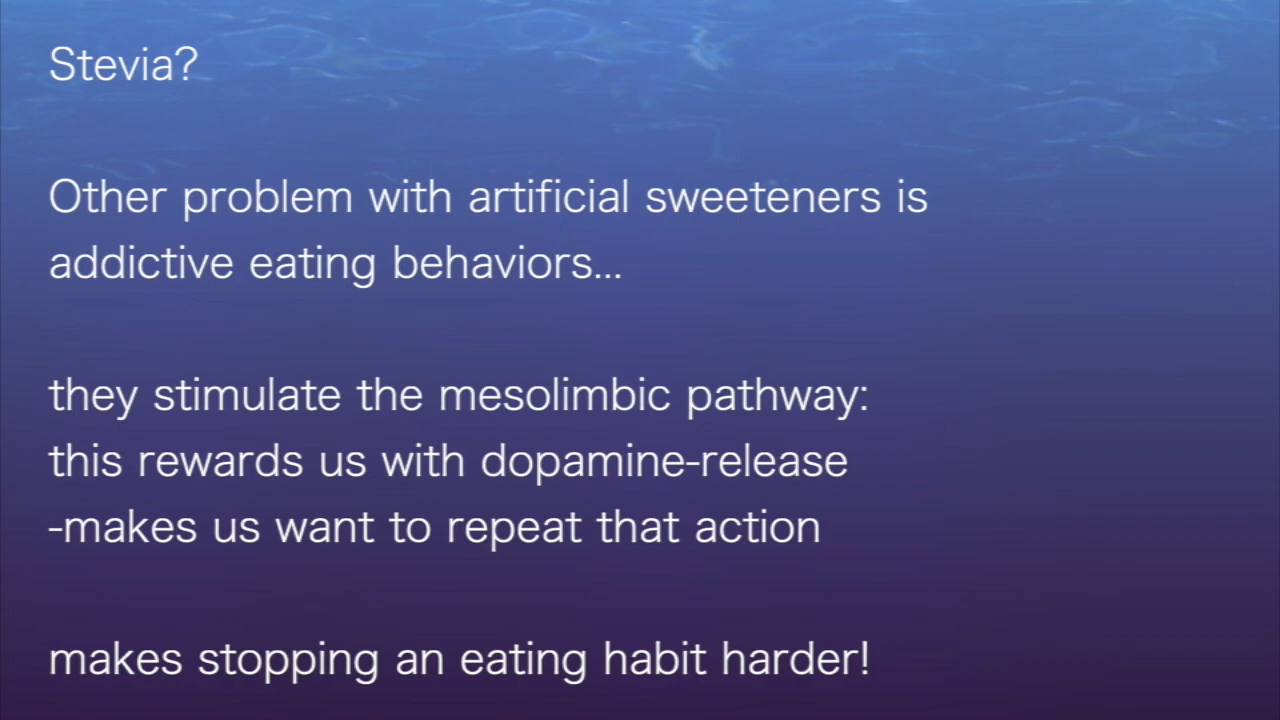 Stevia?
Other problem with artificial sweeteners is
addictive eating behaviors...
they stimulate the mesolimbic pathway:
this rewards us with dopamine-release
-makes us want to repeat that action
makes stopping an eating habit harder!